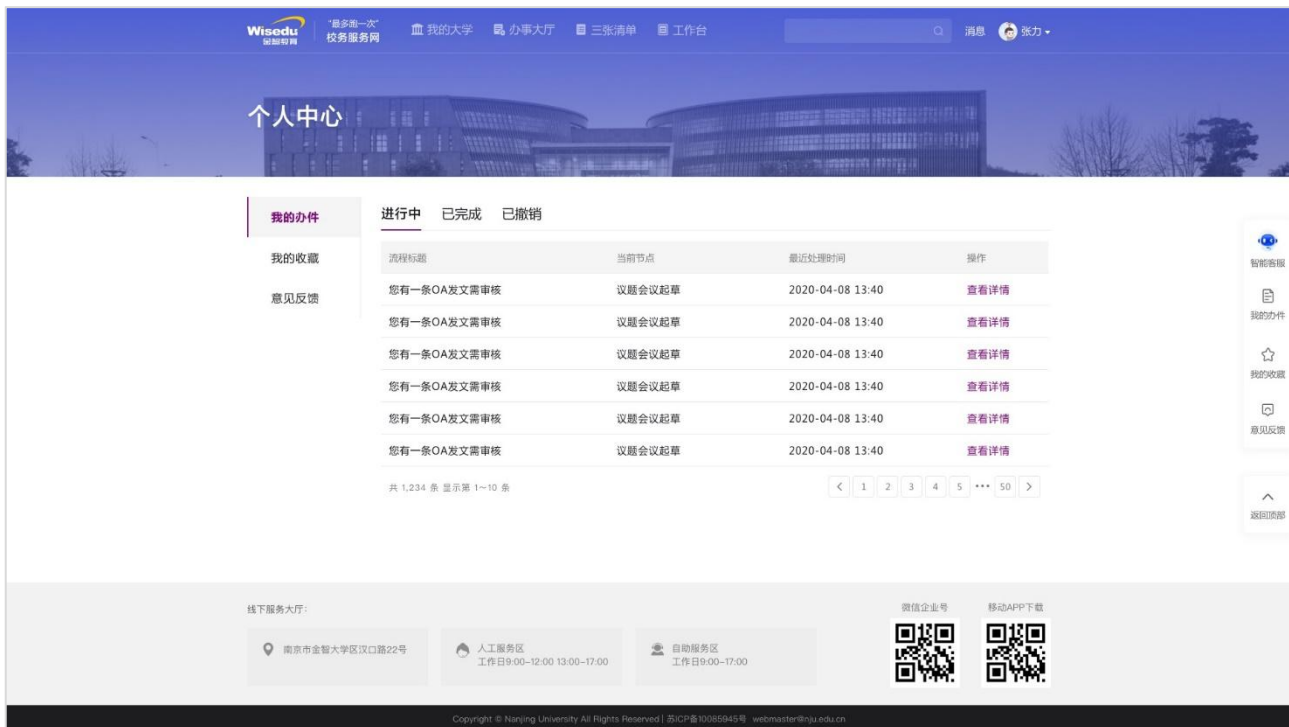 Wisedu
金智教育
“最多跑一次”
校务服务网
我的大学 办事大厅 三张清单 工作台
消息 张力
个人中心
我的办件
我的收藏
意见反馈
进行中 已完成 已撤销
流程标题 当前节点 最近处理时间 操作
您有一条OA发文需审核 议题会议起草 2020-04-08 13:40 查看详情
您有一条OA发文需审核 议题会议起草 2020-04-08 13:40 查看详情
您有一条OA发文需审核 议题会议起草 2020-04-08 13:40 查看详情
您有一条OA发文需审核 议题会议起草 2020-04-08 13:40 查看详情
您有一条OA发文需审核 议题会议起草 2020-04-08 13:40 查看详情
您有一条OA发文需审核 议题会议起草 2020-04-08 13:40 查看详情
共 1,234 条 显示第 1~10 条 1 2 3 4 5 ••• 50
智能客服
我的办件
我的收藏
意见反馈
返回顶部
线下服务大厅:
南京市金智大学区汉口路22号
人工服务区
工作日9:00-12:00 13:00-17:00
自助服务区
工作日9:00-17:00
微信企业号 移动APP下载
Copyright © Nanjing University All Rights Reserved | 苏ICP备10085945号 webmaster@nju.edu.cn